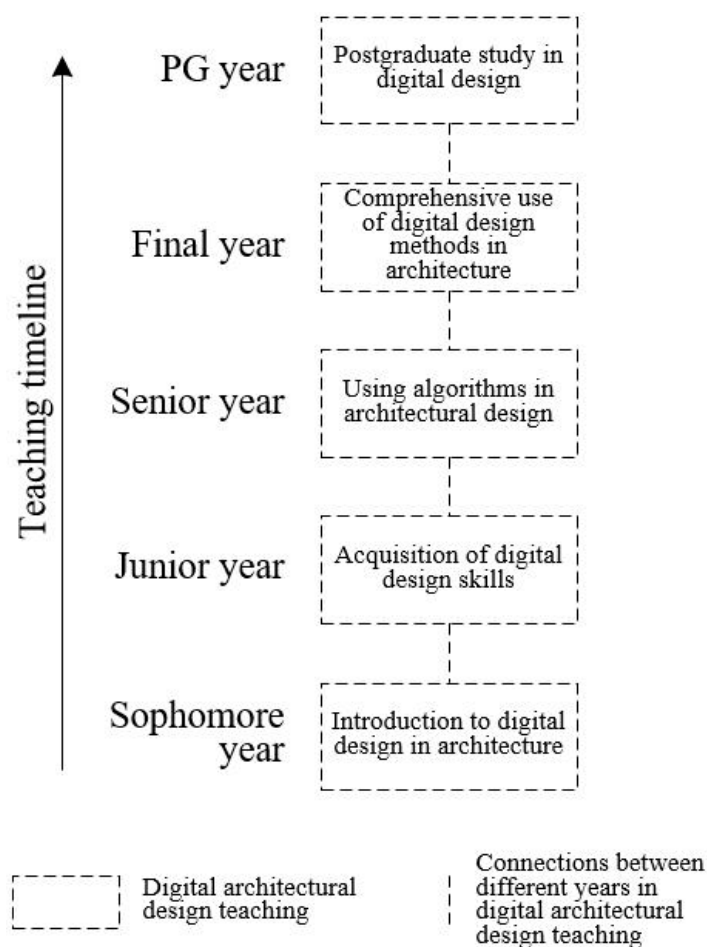 PG year
Postgraduate study in
digital design
Final year
Comprehensive use
of digital design
methods in
architecture
Senior year
Using algorithms in
architectural design
Junior year
Acquisition of digital
design skills
Sophomore
year
Introduction to digital
design in architecture
Teaching timeline
Digital architectural
design teaching
Connections between
different years in
digital architectural
design teaching